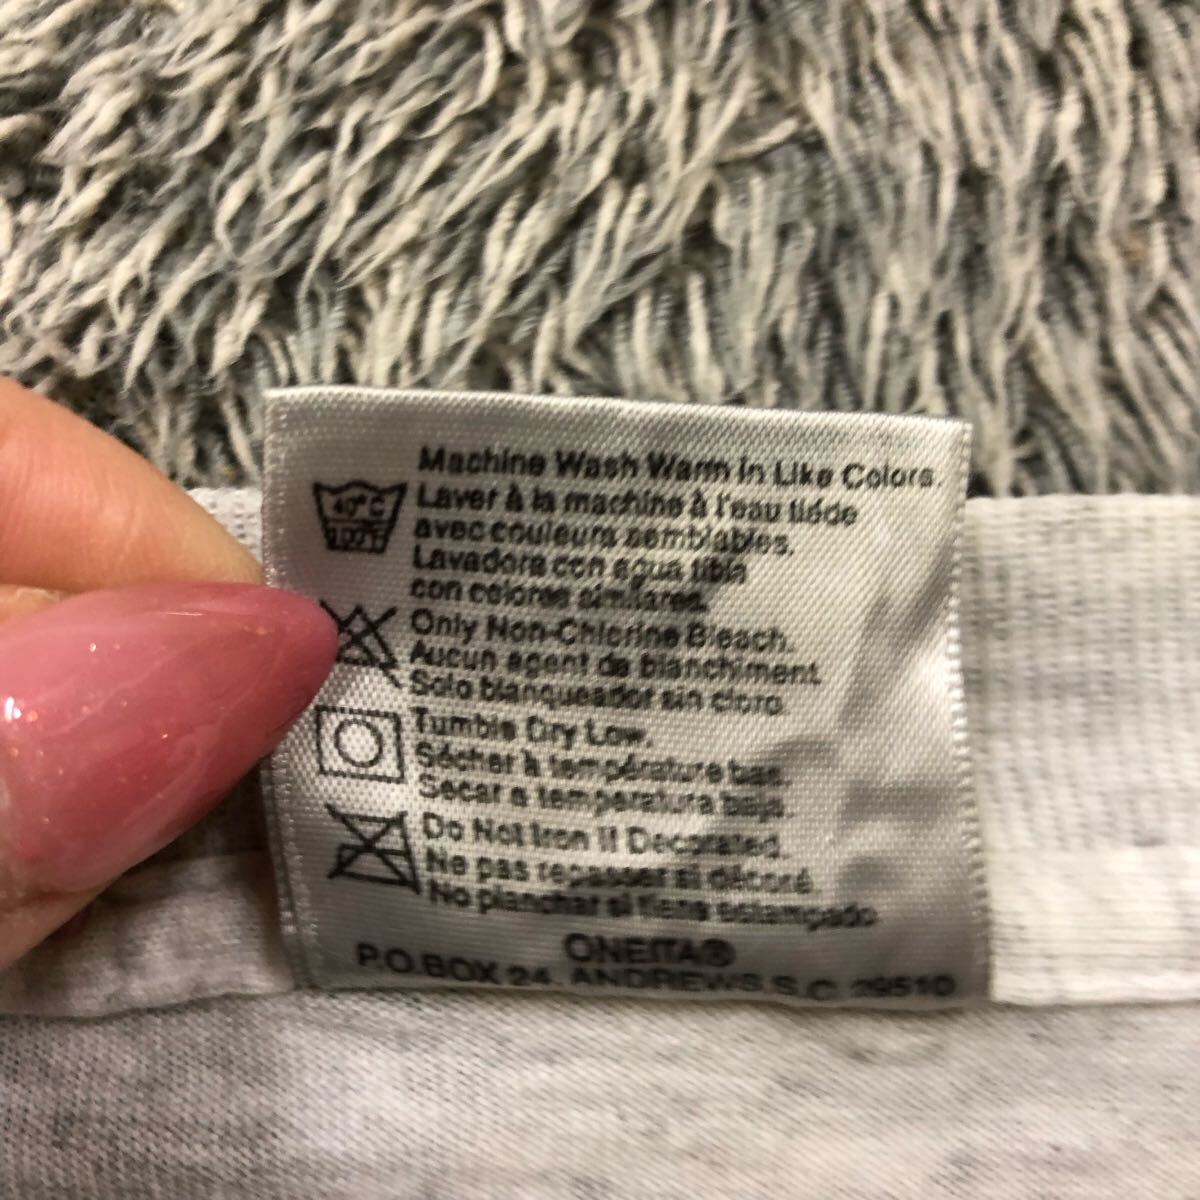 Machine Wash Warm in Like Colors.
40°C
Laver à la machine à l'eau tiéde
avec couleurs semblables.
Lavadora con agua tibia
con colores similares.
Only Non-Chlorine Bleach.
Aucun agent de blanchiment
Solo blanqueador sin cloro.
Tumble Dry Low.
Sécher à température bas.
Secar a temperatura baja.
Do Not Iron If Decorated.
Ne pas repasser si décoré.
No planchar si tiene estampado
ONEITA®
P.O.BOX 24, ANDREWS S.C. 29510